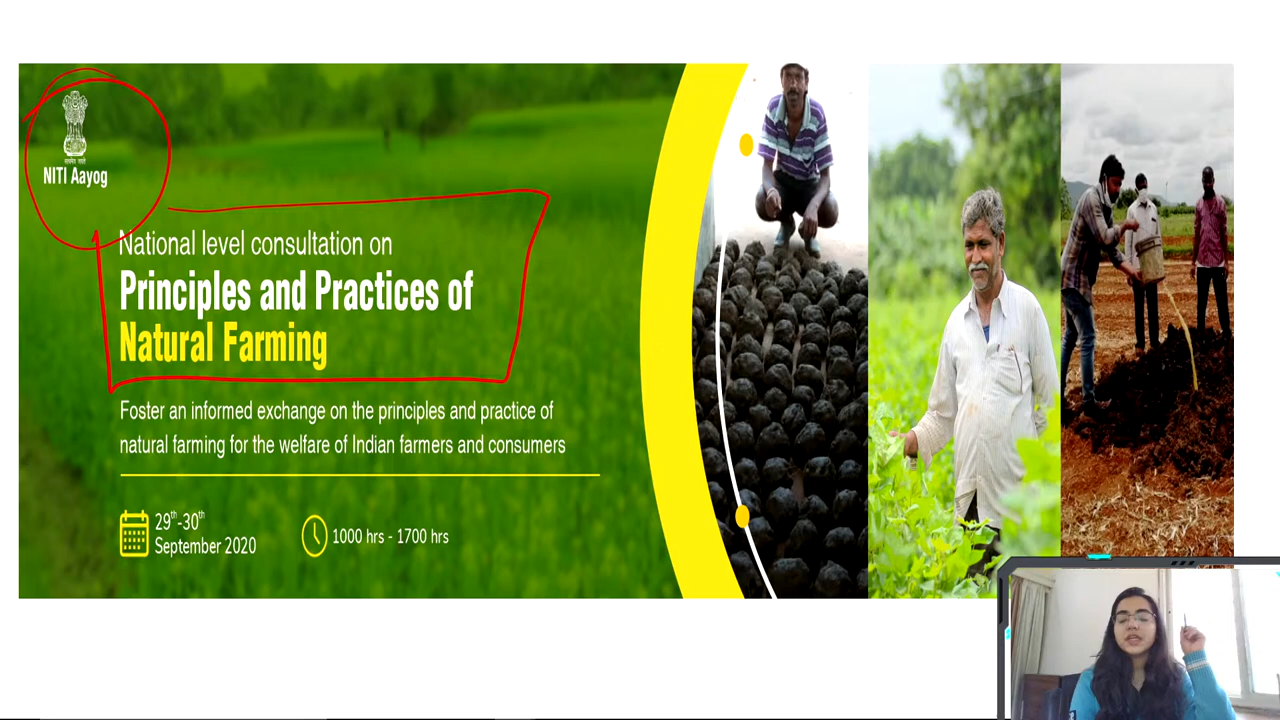 NITI Aayog
National level consultation on
Principles and Practices of
Natural Farming
Foster an informed exchange on the principles and practice of
natural farming for the welfare of Indian farmers and consumers
29th-30th
September 2020
1000 hrs - 1700 hrs